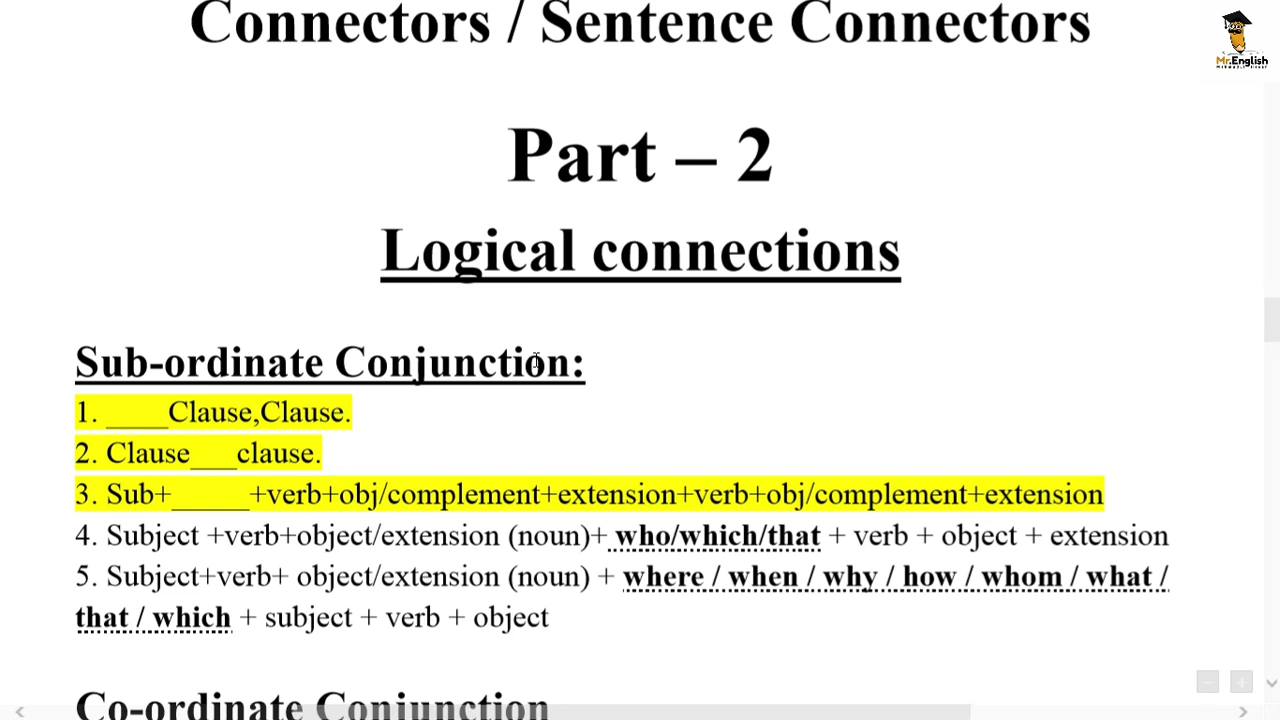 Connectors / Sentence Connectors
Mr.English
Part – 2
Logical connections
Sub-ordinate Conjunction:
1. ____Clause,Clause.
2. Clause___clause.
3. Sub+_____+verb+obj/complement+extension+verb+obj/complement+extension
4. Subject +verb+object/extension (noun)+ who/which/that + verb + object + extension
5. Subject+verb+ object/extension (noun) + where / when / why / how / whom / what /
that / which + subject + verb + object
Co-ordinate Conjunction